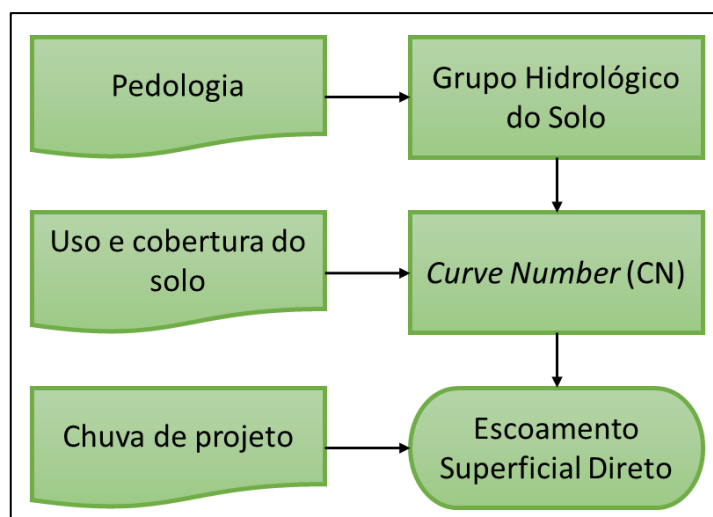 Pedologia
Grupo Hidrológico
do Solo
Uso e cobertura do
solo
Curve Number (CN)
Chuva de projeto
Escoamento
Superficial Direto